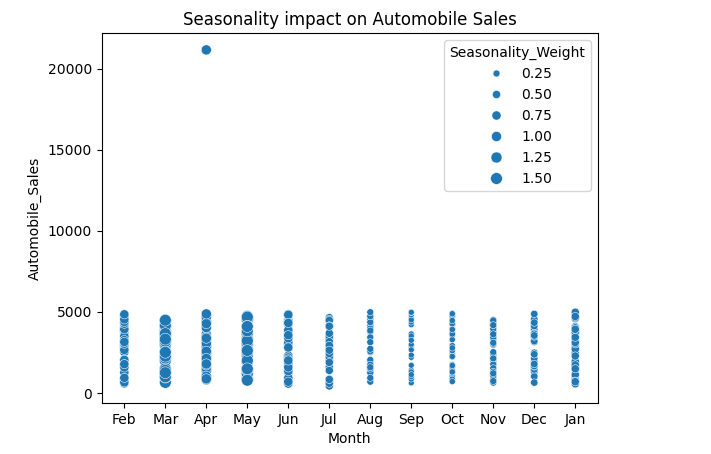 Seasonality impact on Automobile Sales
Seasonality_Weight
0.25
0.50
0.75
1.00
1.25
1.50
20000
15000
10000
5000
0
Automobile_Sales
Feb Mar Apr May Jun Jul Aug Sep Oct Nov Dec Jan
Month